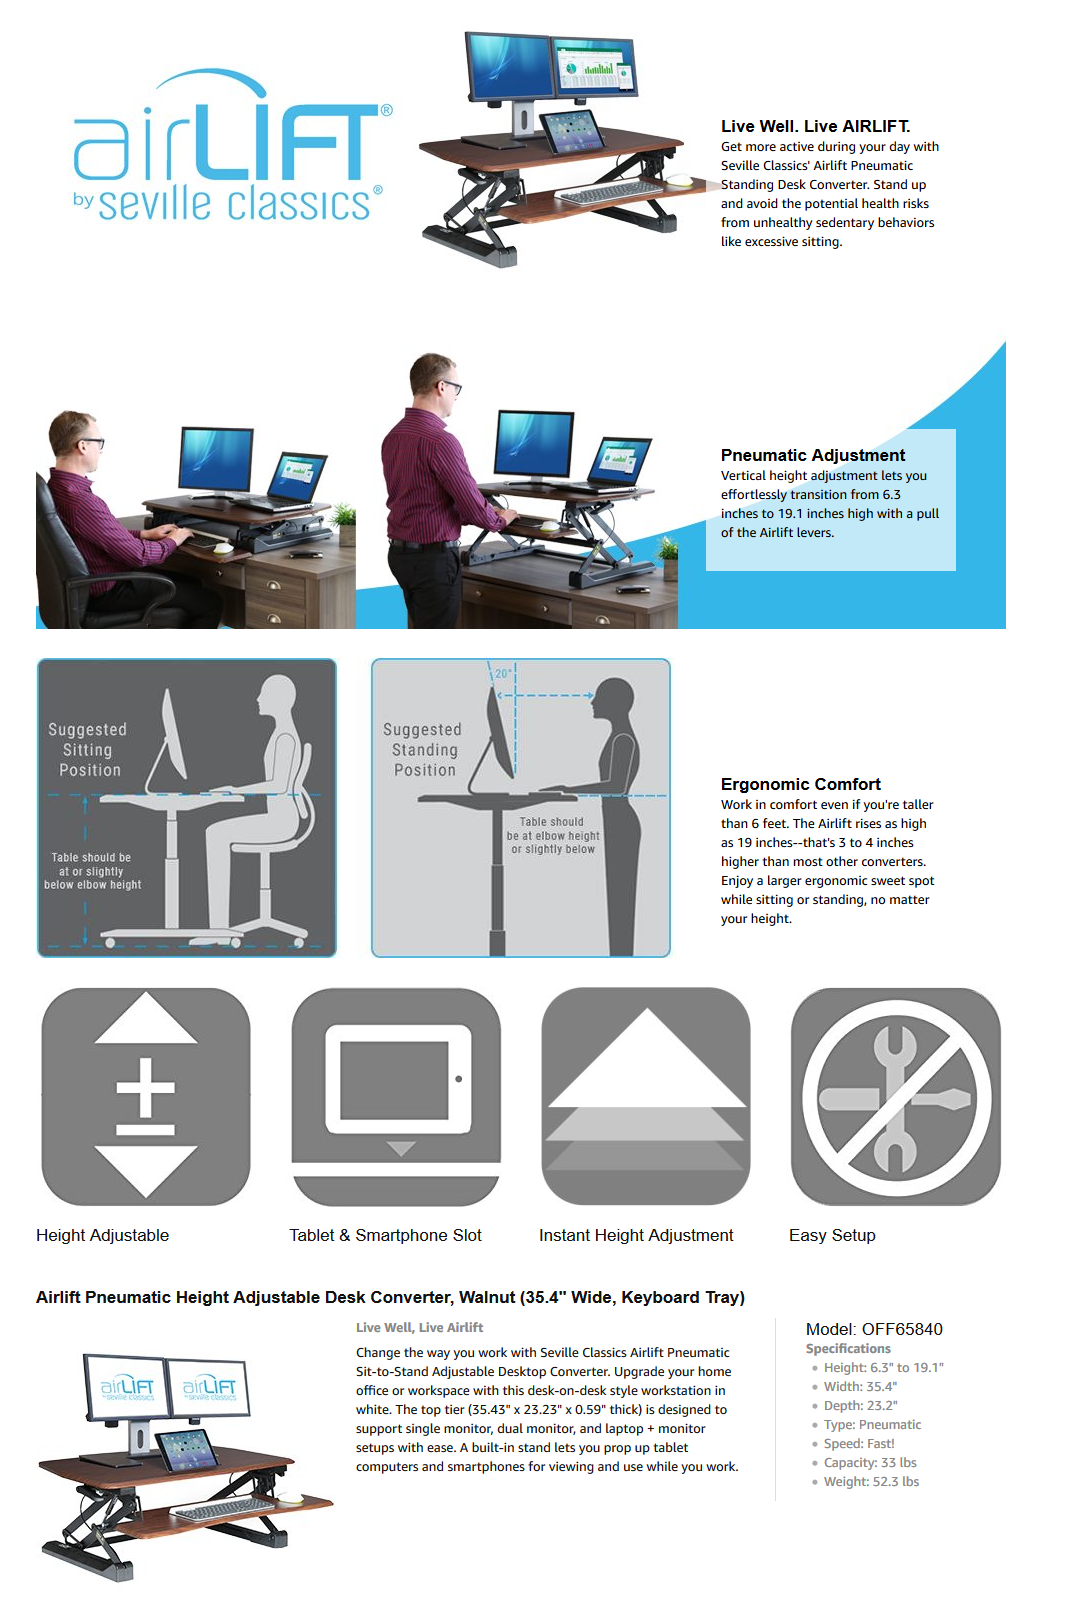 airLIFT®
by seville classics®
Live Well. Live AIRLIFT.
Get more active during your day with
Seville Classics' Airlift Pneumatic
Standing Desk Converter. Stand up
and avoid the potential health risks
from unhealthy sedentary behaviors
like excessive sitting.
Pneumatic Adjustment
Vertical height adjustment lets you
effortlessly transition from 6.3
inches to 19.1 inches high with a pull
of the Airlift levers.
Suggested
Sitting
Position
Table should be
at or slightly
below elbow height
20°
Suggested
Standing
Position
Table should
be at elbow height
or slightly below
Ergonomic Comfort
Work in comfort even if you're taller
than 6 feet. The Airlift rises as high
as 19 inches--that's 3 to 4 inches
higher than most other converters.
Enjoy a larger ergonomic sweet spot
while sitting or standing, no matter
your height.
Height Adjustable
Tablet & Smartphone Slot
Instant Height Adjustment
Easy Setup
Airlift Pneumatic Height Adjustable Desk Converter, Walnut (35.4" Wide, Keyboard Tray)
airLIFT
by seville classics
airLIFT
by seville classics
Live Well, Live Airlift
Change the way you work with Seville Classics Airlift Pneumatic
Sit-to-Stand Adjustable Desktop Converter. Upgrade your home
office or workspace with this desk-on-desk style workstation in
white. The top tier (35.43" x 23.23" x 0.59" thick) is designed to
support single monitor, dual monitor, and laptop + monitor
setups with ease. A built-in stand lets you prop up tablet
computers and smartphones for viewing and use while you work.
Model: OFF65840
Specifications
Height: 6.3" to 19.1"
Width: 35.4"
Depth: 23.2"
Type: Pneumatic
Speed: Fast!
Capacity: 33 lbs
Weight: 52.3 lbs